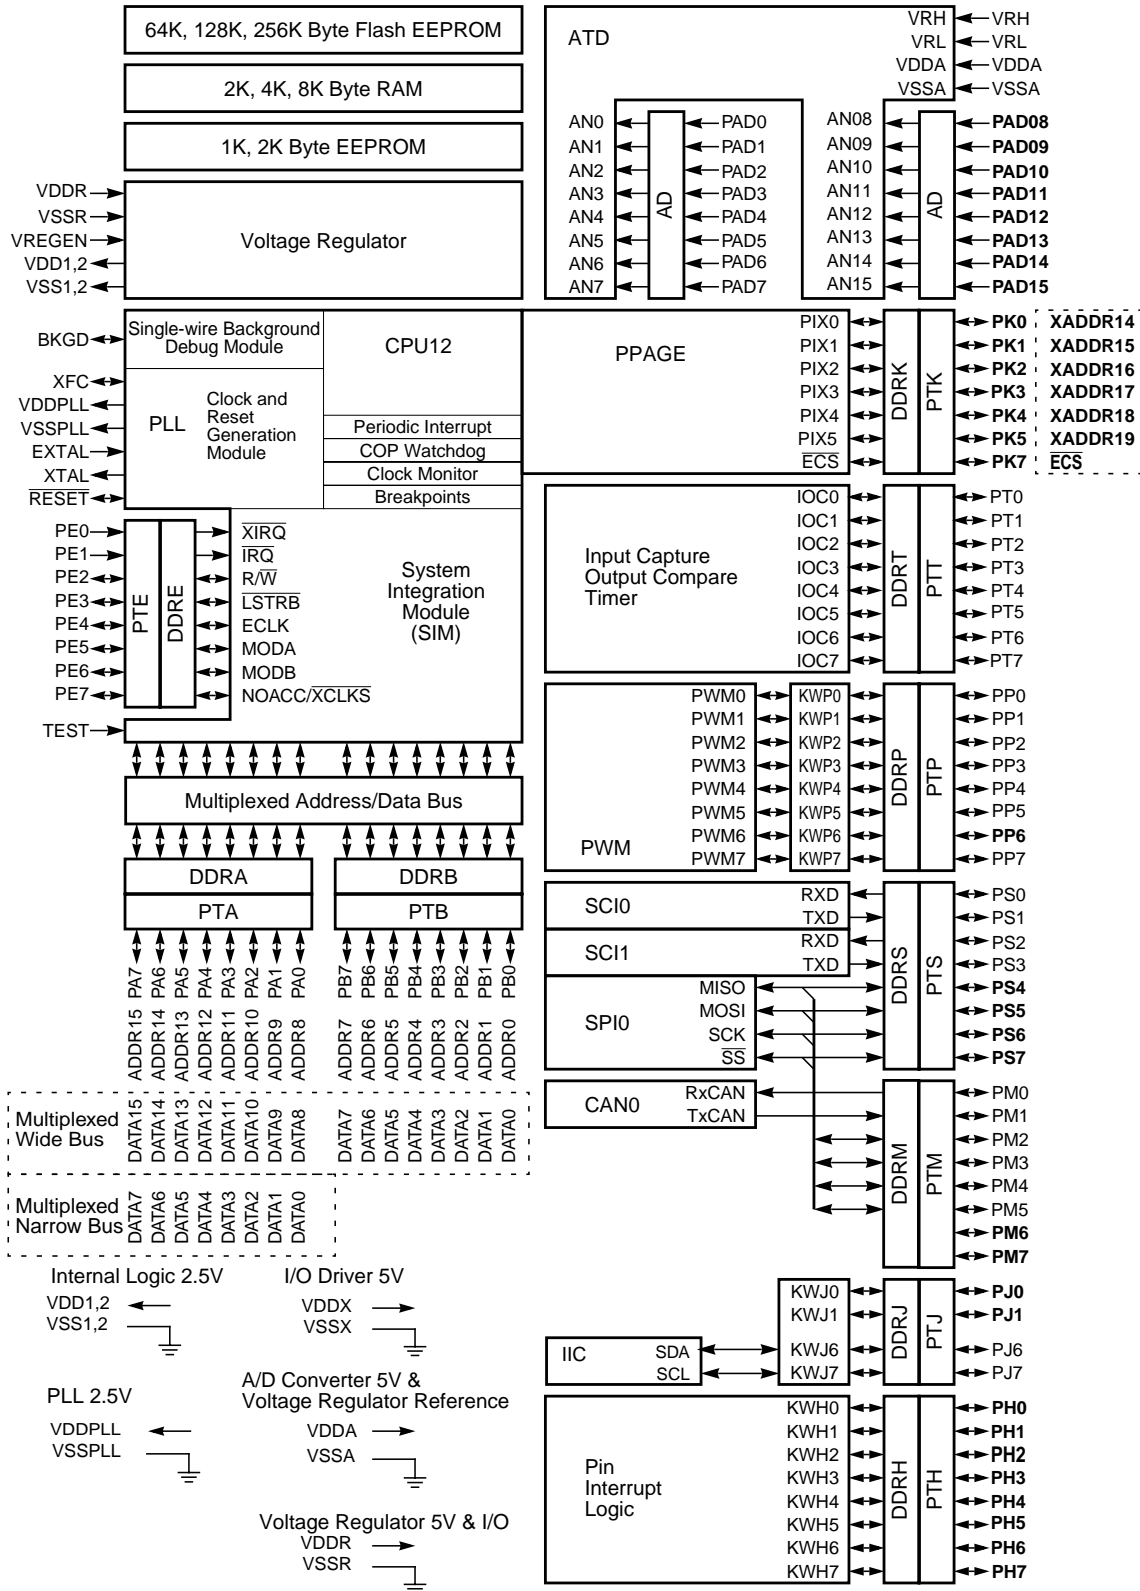 64K, 128K, 256K Byte Flash EEPROM
2K, 4K, 8K Byte RAM
1K, 2K Byte EEPROM
VDDR
VSSR
VREGEN
VDD1,2
VSS1,2
Voltage Regulator
BKGD
XFC
VDDPLL
VSSPLL
EXTAL
XTAL
RESET
Single-wire Background
Debug Module
CPU12
PLL
Clock and
Reset
Generation
Module
Periodic Interrupt
COP Watchdog
Clock Monitor
Breakpoints
PE0
PE1
PE2
PE3
PE4
PE5
PE6
PE7
TEST
PTE
DDRE
XIRQ
IRQ
R/W
LSTRB
ECLK
MODA
MODB
NOACC/XCLKS
System
Integration
Module
(SIM)
Multiplexed Address/Data Bus
DDRA
DDRB
PTA
PTB
PA7
PA6
PA5
PA4
PA3
PA2
PA1
PA0
PB7
PB6
PB5
PB4
PB3
PB2
PB1
PB0
ADDR15
ADDR14
ADDR13
ADDR12
ADDR11
ADDR10
ADDR9
ADDR8
ADDR7
ADDR6
ADDR5
ADDR4
ADDR3
ADDR2
ADDR1
ADDR0
Multiplexed
Wide Bus
DATA15
DATA14
DATA13
DATA12
DATA11
DATA10
DATA9
DATA8
DATA7
DATA6
DATA5
DATA4
DATA3
DATA2
DATA1
DATA0
Multiplexed
Narrow Bus
DATA7
DATA6
DATA5
DATA4
DATA3
DATA2
DATA1
DATA0
Internal Logic 2.5V
VDD1,2
VSS1,2
I/O Driver 5V
VDDX
VSSX
PLL 2.5V
VDDPLL
VSSPLL
A/D Converter 5V &
Voltage Regulator Reference
VDDA
VSSA
Voltage Regulator 5V & I/O
VDDR
VSSR
ATD
VRH VRH
VRL VRL
VDDA VDDA
VSSA VSSA
AN0 PAD0
AN1 PAD1
AN2 PAD2
AN3 PAD3
AN4 PAD4
AN5 PAD5
AN6 PAD6
AN7 PAD7
AD
AN08 PAD08
AN09 PAD09
AN10 PAD10
AN11 PAD11
AN12 PAD12
AN13 PAD13
AN14 PAD14
AN15 PAD15
AD
PPAGE
PIX0 PK0 XADDR14
PIX1 PK1 XADDR15
PIX2 PK2 XADDR16
PIX3 PK3 XADDR17
PIX4 PK4 XADDR18
PIX5 PK5 XADDR19
ECS PK7 ECS
DDRK
PTK
Input Capture
Output Compare
Timer
IOC0 PT0
IOC1 PT1
IOC2 PT2
IOC3 PT3
IOC4 PT4
IOC5 PT5
IOC6 PT6
IOC7 PT7
DDRT
PTT
PWM
PWM0 KWP0 PP0
PWM1 KWP1 PP1
PWM2 KWP2 PP2
PWM3 KWP3 PP3
PWM4 KWP4 PP4
PWM5 KWP5 PP5
PWM6 KWP6 PP6
PWM7 KWP7 PP7
DDRP
PTP
SCI0
RXD PS0
TXD PS1
SCI1
RXD PS2
TXD PS3
SPI0
MISO PS4
MOSI PS5
SCK PS6
SS PS7
DDRS
PTS
CAN0
RxCAN PM0
TxCAN PM1
PM2
PM3
PM4
PM5
PM6
PM7
DDRM
PTM
KWJ0 PJ0
KWJ1 PJ1
IIC
SDA KWJ6 PJ6
SCL KWJ7 PJ7
DDRJ
PTJ
Pin
Interrupt
Logic
KWH0 PH0
KWH1 PH1
KWH2 PH2
KWH3 PH3
KWH4 PH4
KWH5 PH5
KWH6 PH6
KWH7 PH7
DDRH
PTH